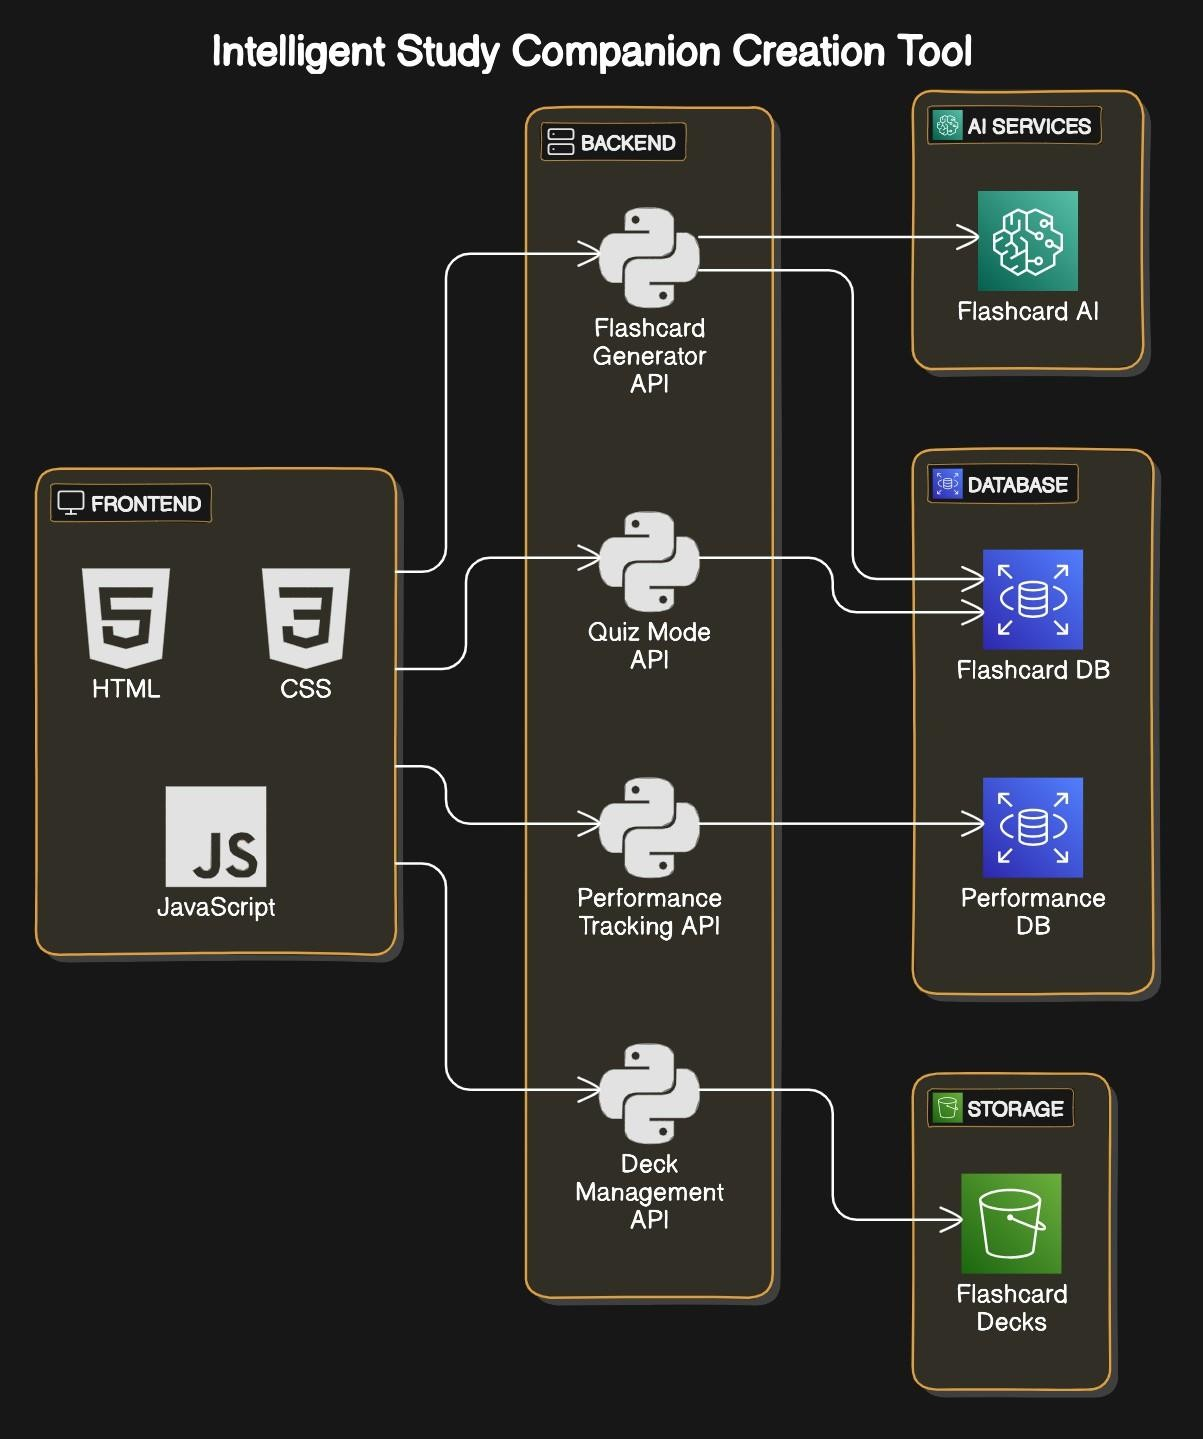 Intelligent Study Companion Creation Tool
FRONTEND
HTML
CSS
JS
JavaScript
BACKEND
Flashcard
Generator
API
Quiz Mode
API
Performance
Tracking API
Deck
Management
API
AI SERVICES
Flashcard AI
DATABASE
Flashcard DB
Performance
DB
STORAGE
Flashcard
Decks